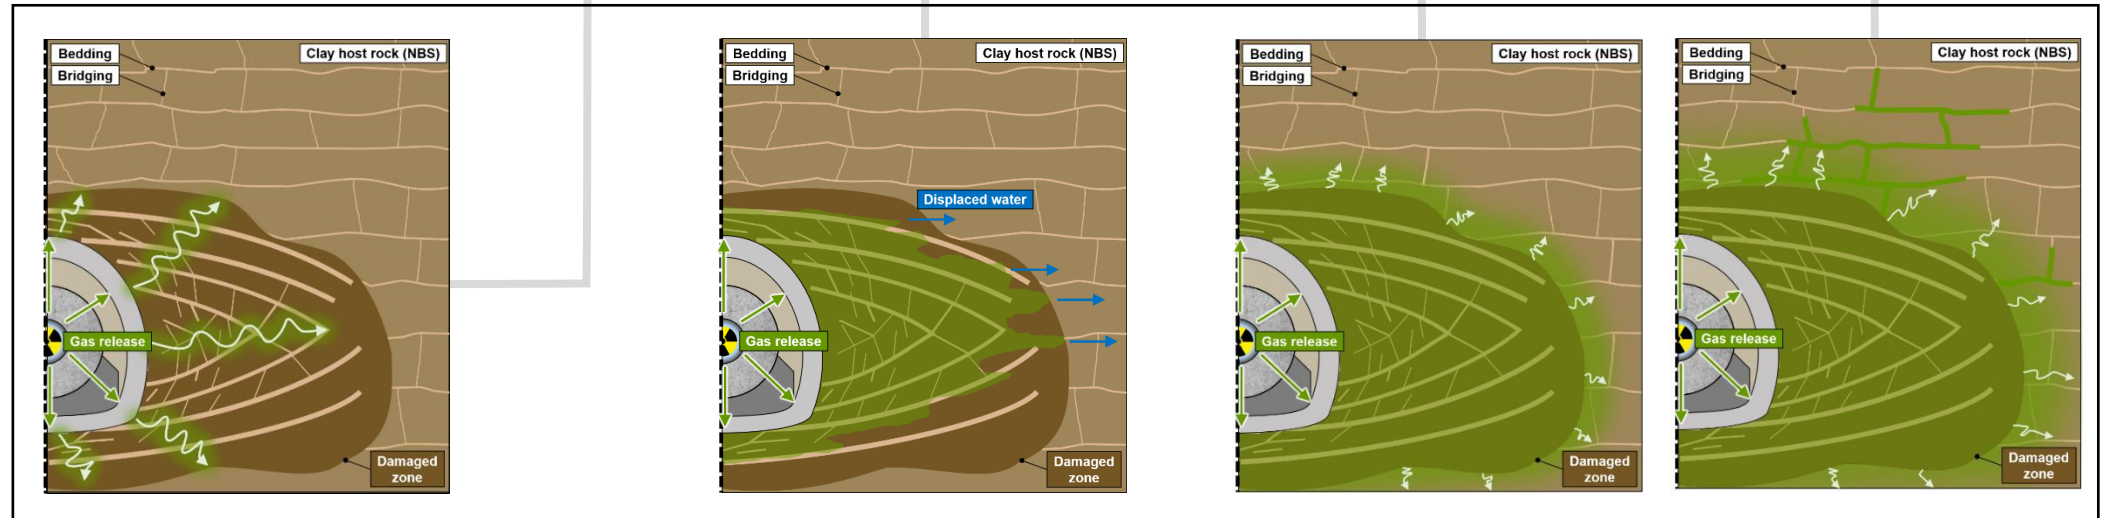 Bedding
Clay host rock (NBS)
Bridging
Gas release
Damaged
zone
Bedding
Clay host rock (NBS)
Bridging
Displaced water
Gas release
Damaged
zone
Bedding
Clay host rock (NBS)
Bridging
Gas release
Damaged
zone
Bedding
Clay host rock (NBS)
Bridging
Gas release
Damaged
zone